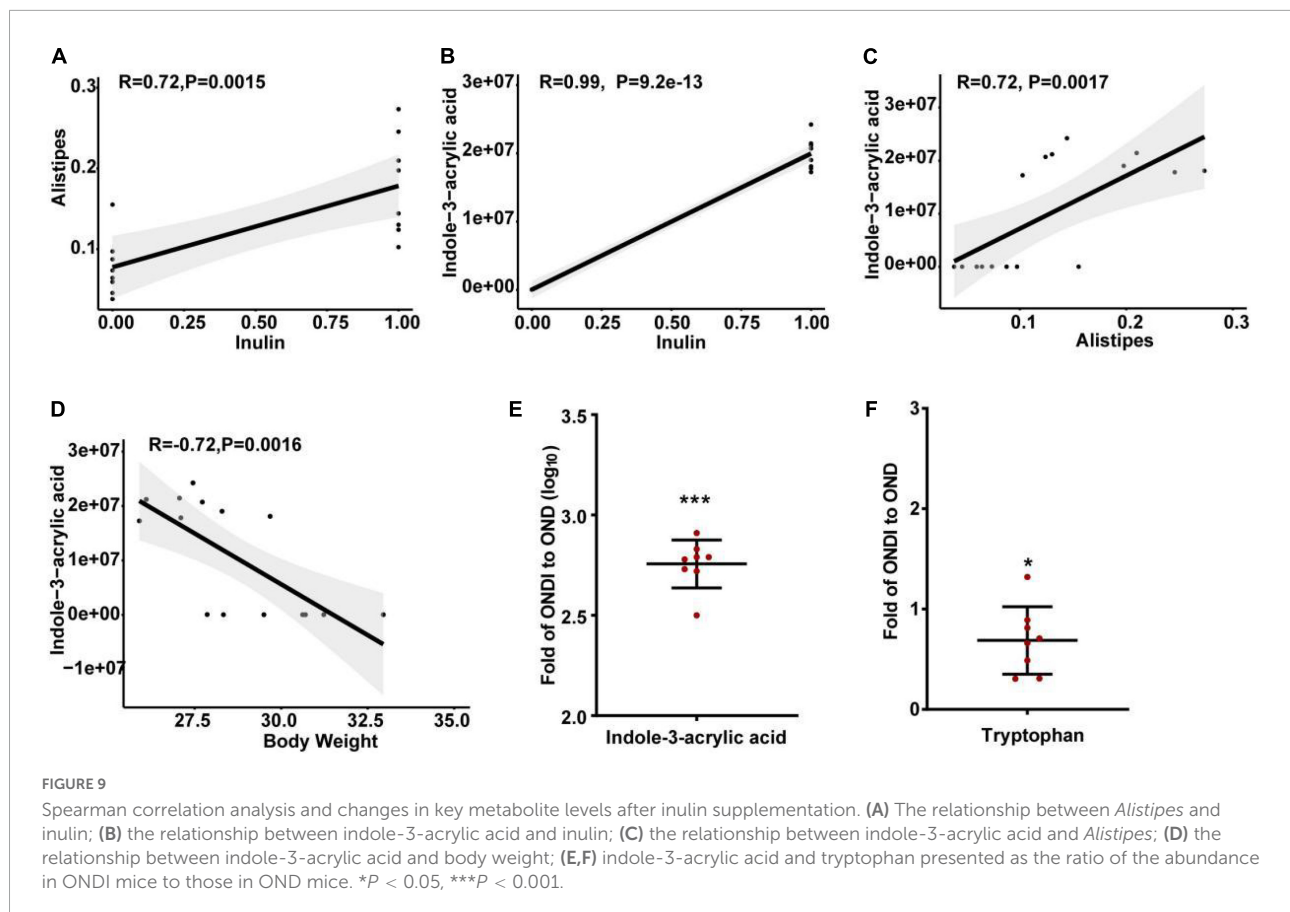 A
R=0.72,P=0.0015
0.3
0.2
0.1
Alistipes
0.00 0.25 0.50 0.75 1.00
Inulin
B
R=0.99, P=9.2e-13
3e+07
2e+07
1e+07
0e+00
Indole-3-acrylic acid
0.00 0.25 0.50 0.75 1.00
Inulin
C
R=0.72, P=0.0017
3e+07
2e+07
1e+07
0e+00
Indole-3-acrylic acid
0.1 0.2 0.3
Alistipes
D
R=-0.72,P=0.0016
3e+07
2e+07
1e+07
0e+00
−1e+07
Indole-3-acrylic acid
27.5 30.0 32.5 35.0
Body Weight
E
3.5
3.0
2.5
2.0
Fold of ONDI to OND (log₁₀)
***
Indole-3-acrylic acid
F
3
2
1
0
Fold of ONDI to OND
*
Tryptophan
FIGURE 9
Spearman correlation analysis and changes in key metabolite levels after inulin supplementation. (A) The relationship between Alistipes and
inulin; (B) the relationship between indole-3-acrylic acid and inulin; (C) the relationship between indole-3-acrylic acid and Alistipes; (D) the
relationship between indole-3-acrylic acid and body weight; (E,F) indole-3-acrylic acid and tryptophan presented as the ratio of the abundance
in ONDI mice to those in OND mice. *P < 0.05, ***P < 0.001.